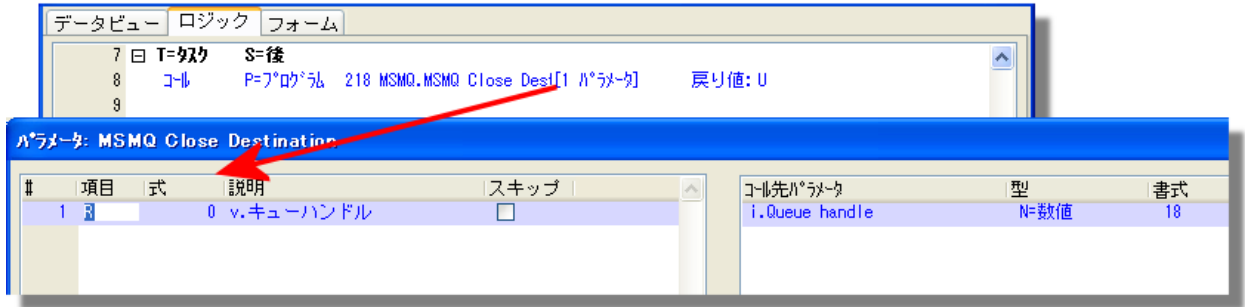 データビュー ロジック フォーム
7 T=ﾀｽｸ S=後
8 ｺｰﾙ P=ﾌﾟﾛｸﾞﾗﾑ 218 MSMQ.MSMQ Close Dest[1 ﾊﾟﾗﾒｰﾀ] 戻り値: U
9
ﾊﾟﾗﾒｰﾀ: MSMQ Close Destination
# 項目 式 説明 スキップ ｺｰﾙ先ﾊﾟﾗﾒｰﾀ 型 書式
1 R 0 v.キューハンドル i.Queue handle N=数値 18